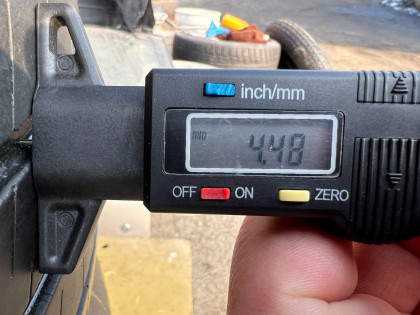 inch/mm
mm
4.48
OFF ON ZERO